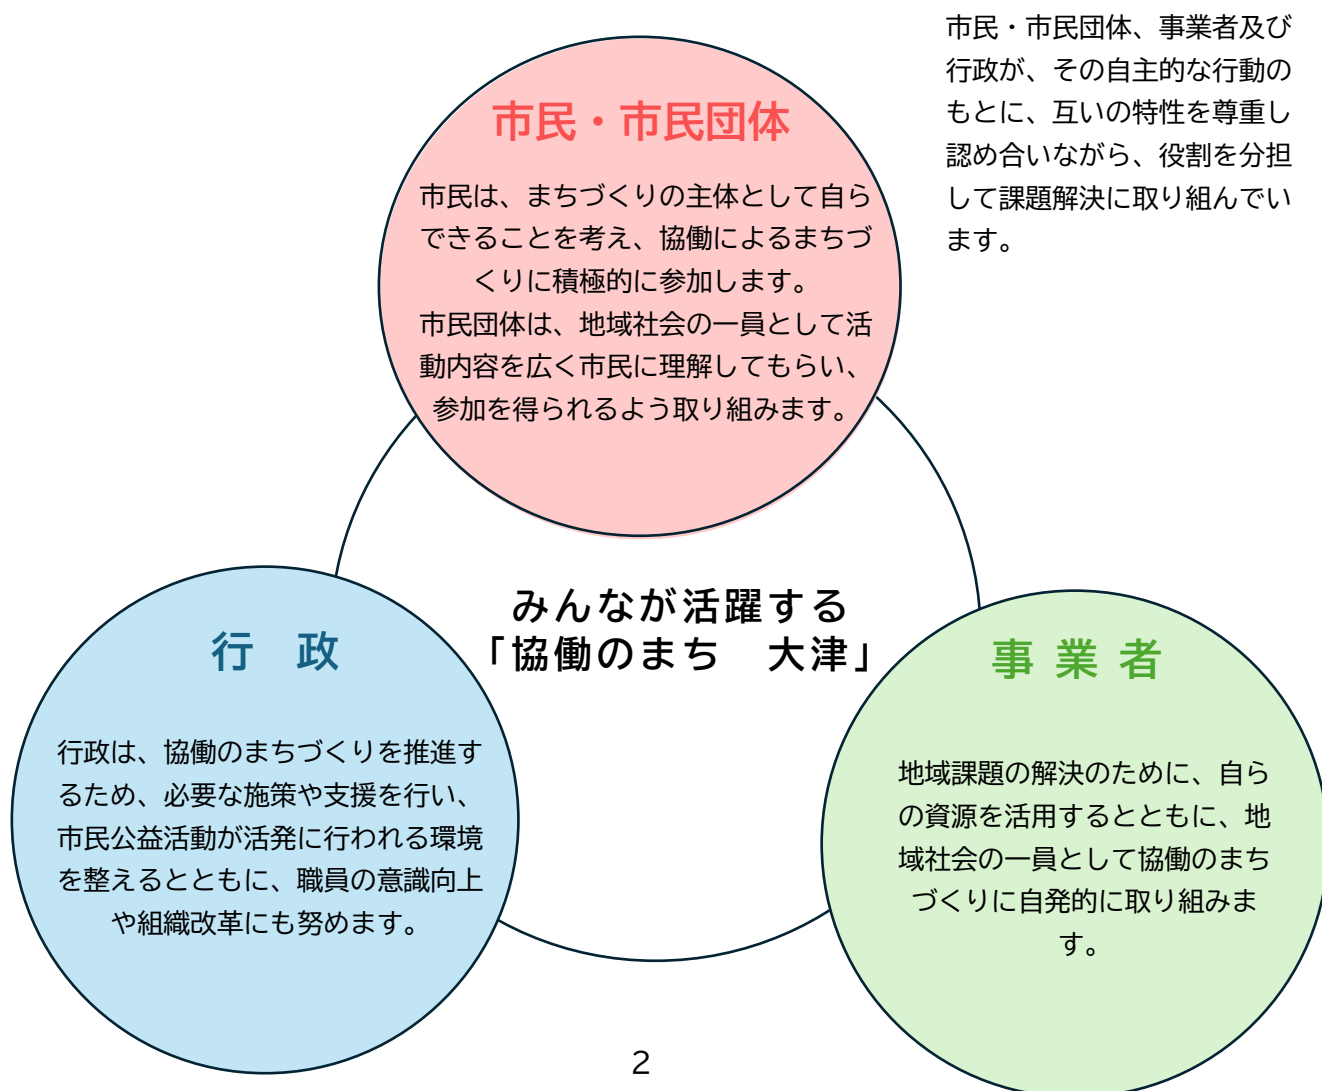 市民・市民団体、事業者及び
行政が、その自主的な行動の
もとに、互いの特性を尊重し
認め合いながら、役割を分担
して課題解決に取り組んでい
ます。
市民・市民団体
市民は、まちづくりの主体として自ら
できることを考え、協働によるまちづ
くりに積極的に参加します。
市民団体は、地域社会の一員として活
動内容を広く市民に理解してもらい、
参加を得られるよう取り組みます。
みんなが活躍する
「協働のまち　大津」
行　政
行政は、協働のまちづくりを推進す
るため、必要な施策や支援を行い、
市民公益活動が活発に行われる環境
を整えるとともに、職員の意識向上
や組織改革にも努めます。
事 業 者
地域課題の解決のために、自ら
の資源を活用するとともに、地
域社会の一員として協働のまち
づくりに自発的に取り組みま
す。
2